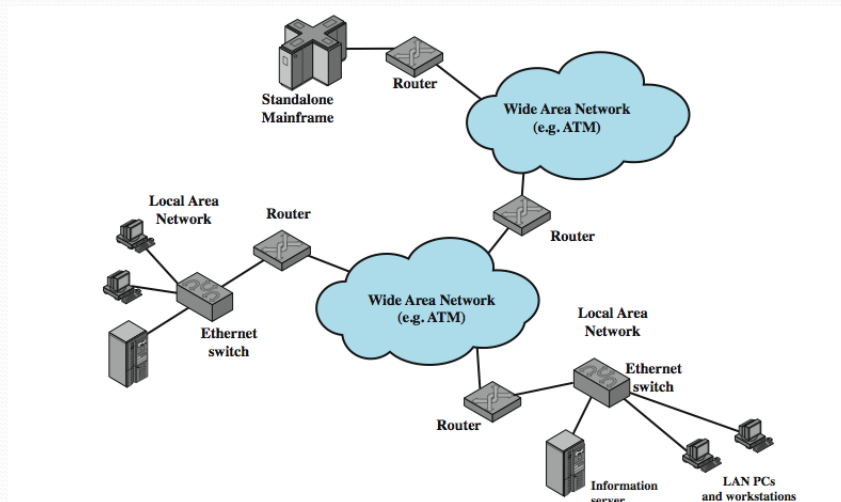 Router
Standalone
Mainframe
Wide Area Network
(e.g. ATM)
Local Area
Network
Router
Router
Wide Area Network
(e.g. ATM)
Local Area
Network
Ethernet
switch
Ethernet
switch
Router
Information
server
LAN PCs
and workstations